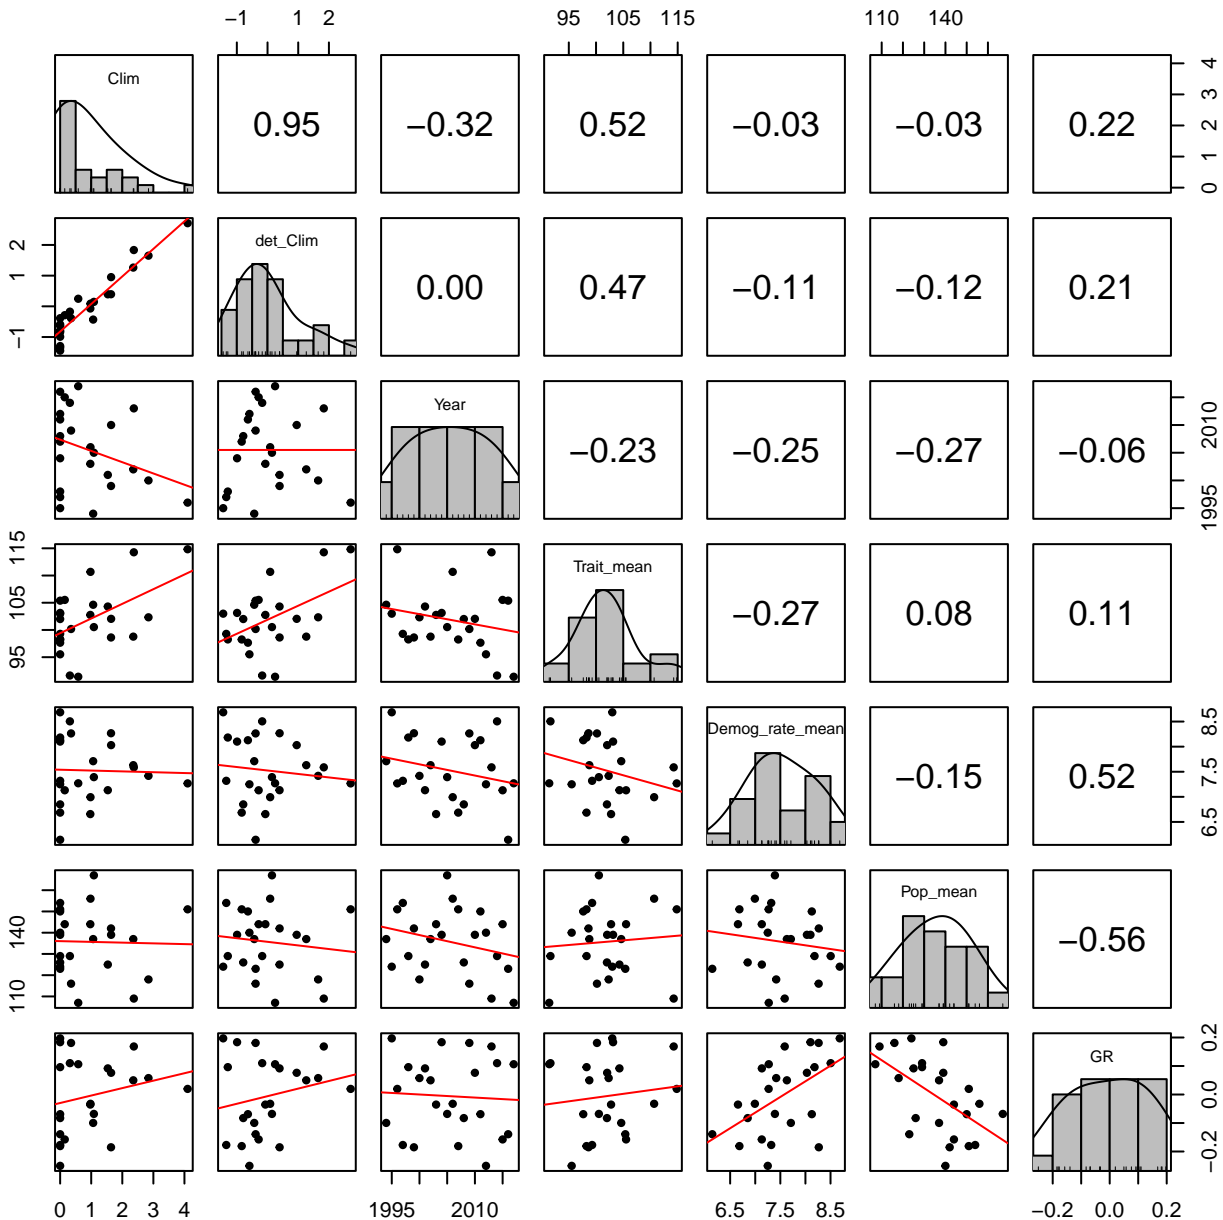 −1 1 2 95 105 115 110 140
Clim 0.95 −0.32 0.52 −0.03 −0.03 0.22 0 1 2 3 4
−1 1 2 det_Clim 0.00 0.47 −0.11 −0.12 0.21
Year −0.23 −0.25 −0.27 −0.06 1995 2010
95 105 115 Trait_mean −0.27 0.08 0.11
Demog_rate_mean −0.15 0.52 6.5 7.5 8.5
110 140 Pop_mean −0.56
GR −0.2 0.0 0.2
0 1 2 3 4 1995 2010 6.5 7.5 8.5 −0.2 0.0 0.2